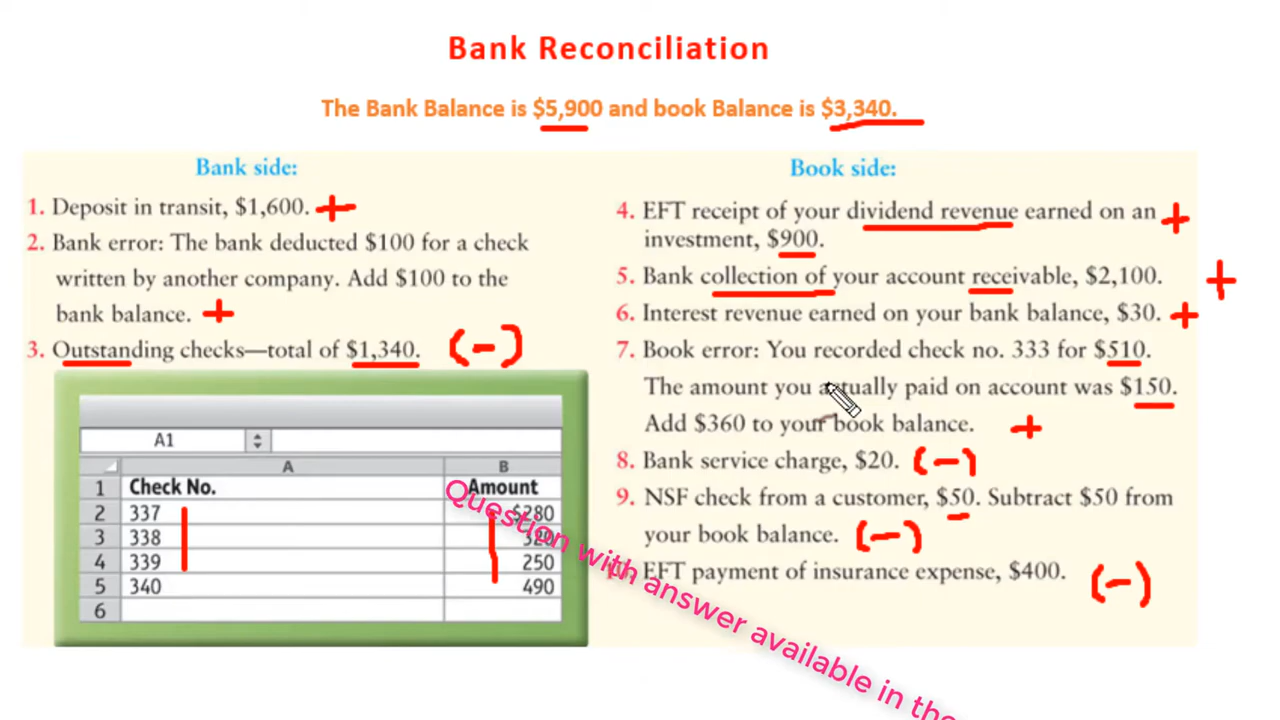 Bank Reconciliation
The Bank Balance is $5,900 and book Balance is $3,340.
Bank side:
1. Deposit in transit, $1,600. +
2. Bank error: The bank deducted $100 for a check
written by another company. Add $100 to the
bank balance. +
3. Outstanding checks—total of $1,340. (-)
A1
A B
1 Check No. Amount
2 337 $280
3 338 320
4 339 250
5 340 490
6
Book side:
4. EFT receipt of your dividend revenue earned on an +
investment, $900.
5. Bank collection of your account receivable, $2,100. +
6. Interest revenue earned on your bank balance, $30. +
7. Book error: You recorded check no. 333 for $510.
The amount you actually paid on account was $150.
Add $360 to your book balance. +
8. Bank service charge, $20. (-)
9. NSF check from a customer, $50. Subtract $50 from
your book balance. (-)
EFT payment of insurance expense, $400. (-)
Question with answer available in the